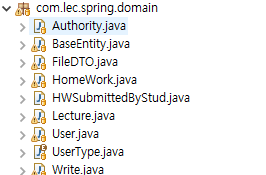 com.lec.spring.domain
Authority.java
BaseEntity.java
FileDTO.java
HomeWork.java
HWSubmittedByStud.java
Lecture.java
User.java
UserType.java
Write.java